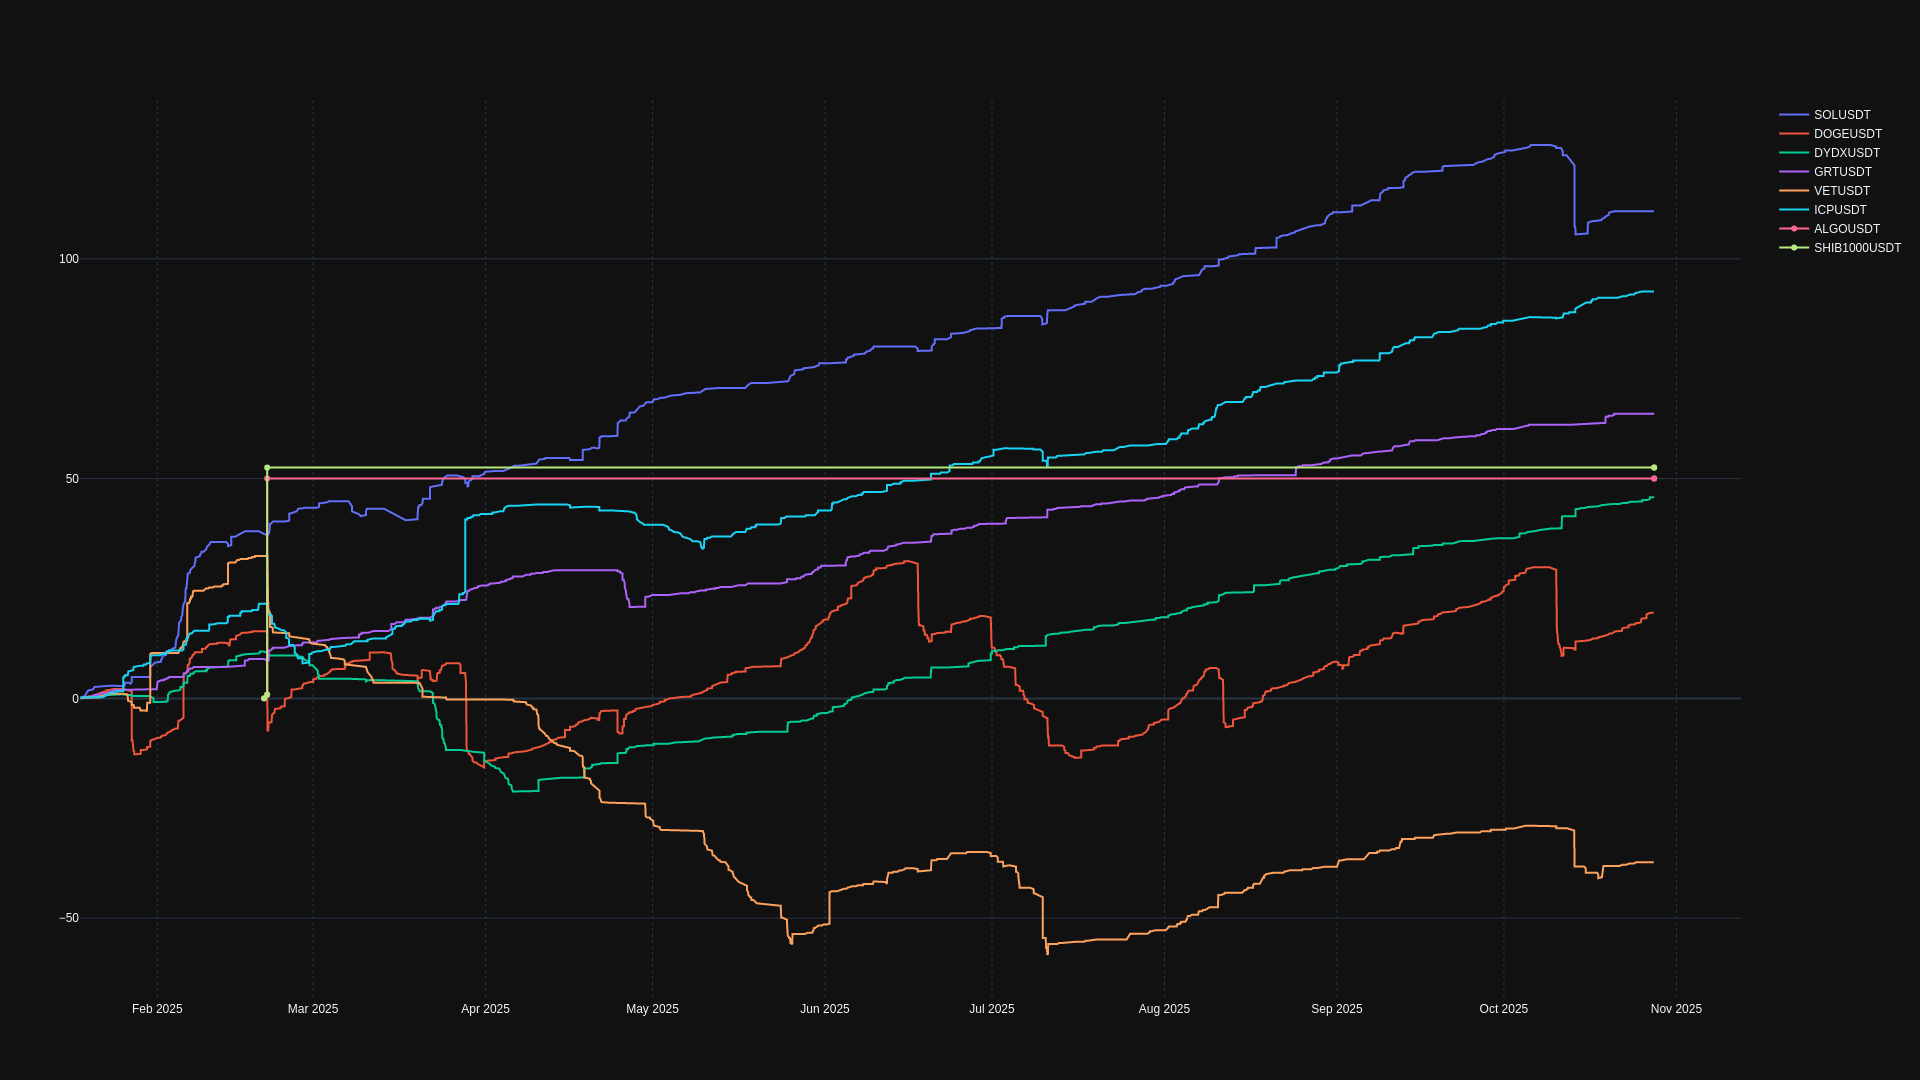 SOLUSDT
DOGEUSDT
DYDXUSDT
GRTUSDT
VETUSDT
ICPUSDT
ALGOUSDT
SHIB1000USDT
100
50
0
−50
Feb 2025
Mar 2025
Apr 2025
May 2025
Jun 2025
Jul 2025
Aug 2025
Sep 2025
Oct 2025
Nov 2025